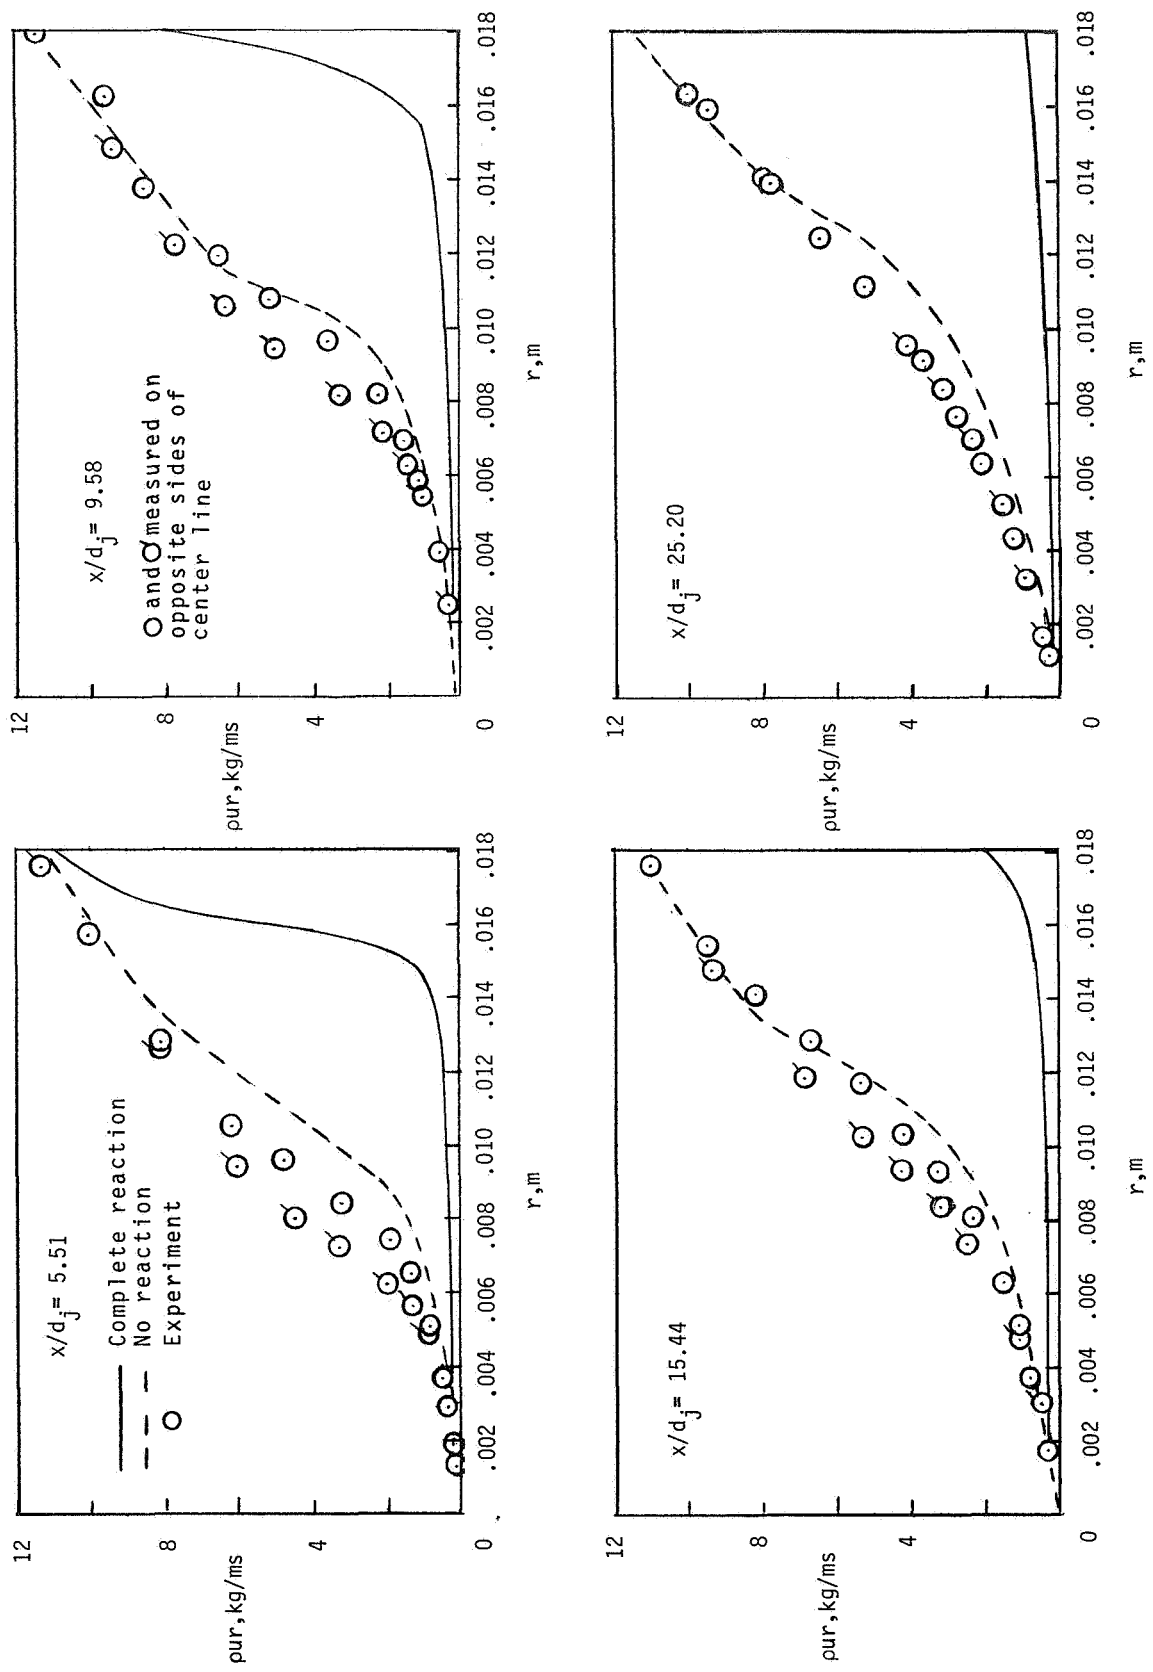 x/dj= 5.51
Complete reaction
No reaction
Experiment
12
8
4
0
ρur,kg/ms
.002
.004
.006
.008
.010
.012
.014
.016
.018
r,m
x/dj= 9.58
O and O measured on
opposite sides of
center line
12
8
4
0
ρur,kg/ms
.002
.004
.006
.008
.010
.012
.014
.016
.018
r,m
x/dj= 15.44
12
8
4
0
ρur,kg/ms
.002
.004
.006
.008
.010
.012
.014
.016
.018
r,m
x/dj= 25.20
12
8
4
0
ρur,kg/ms
.002
.004
.006
.008
.010
.012
.014
.016
.018
r,m